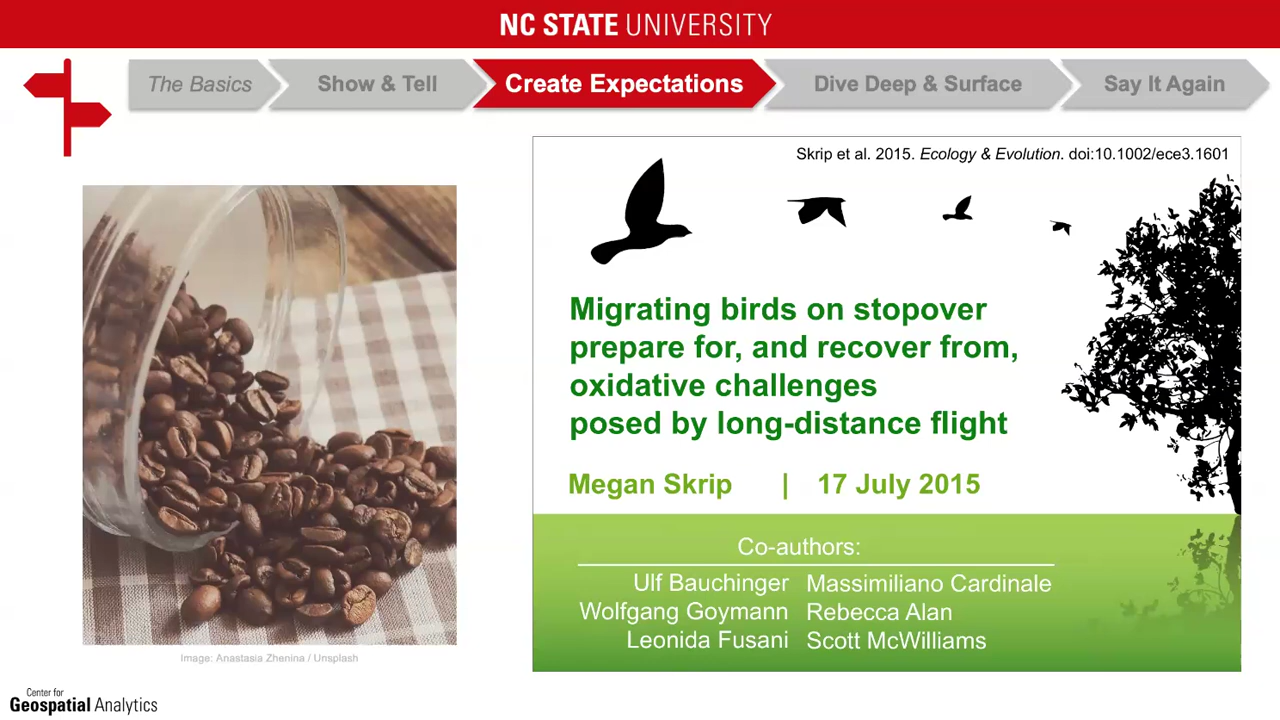 NC STATE UNIVERSITY
The Basics
Show & Tell
Create Expectations
Dive Deep & Surface
Say It Again
Skrip et al. 2015. Ecology & Evolution. doi:10.1002/ece3.1601
Migrating birds on stopover
prepare for, and recover from,
oxidative challenges
posed by long-distance flight
Megan Skrip | 17 July 2015
Co-authors:
Ulf Bauchinger Massimiliano Cardinale
Wolfgang Goymann Rebecca Alan
Leonida Fusani Scott McWilliams
Image: Anastasia Zhenina / Unsplash
Center for
Geospatial Analytics